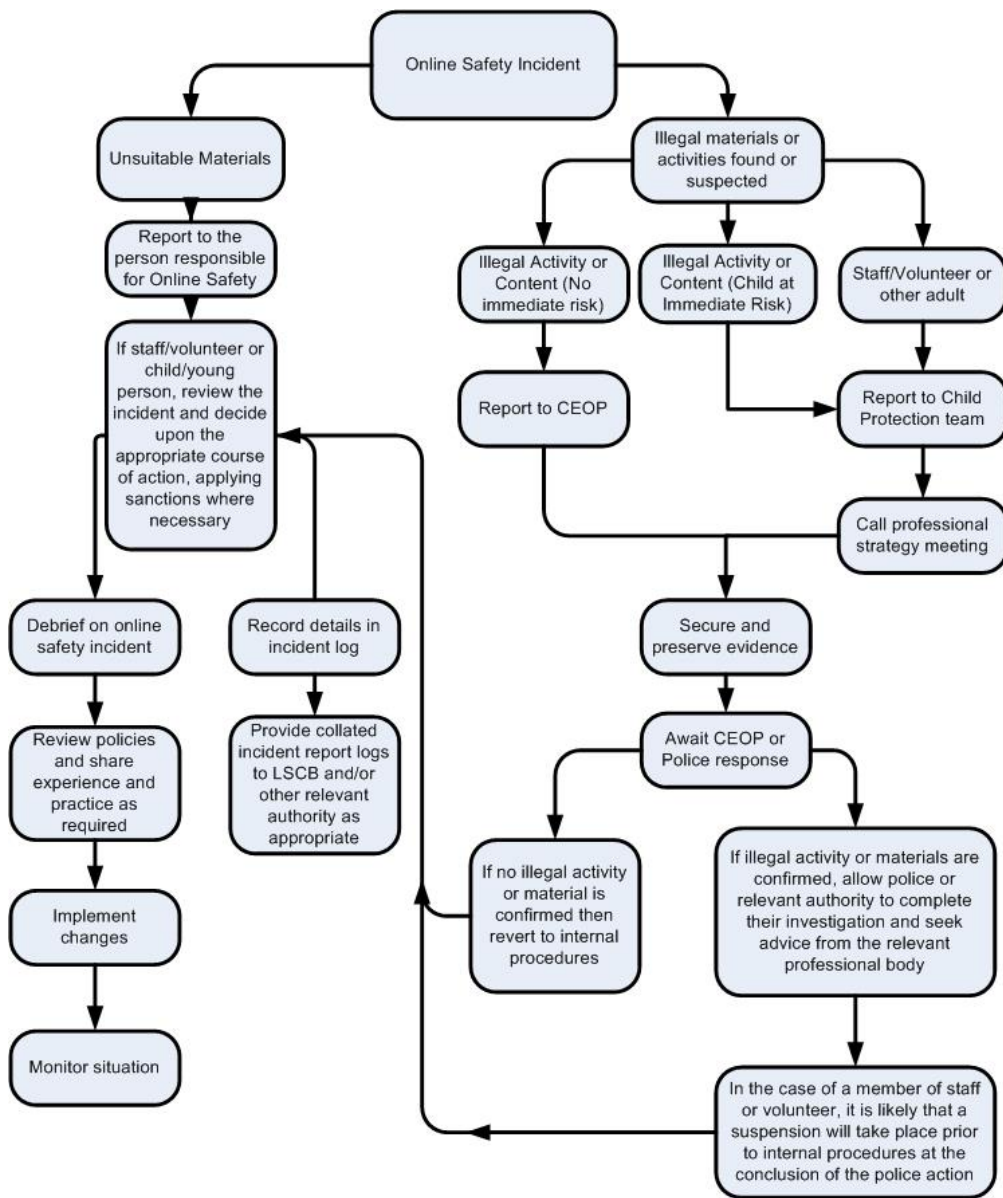 Online Safety Incident
Unsuitable Materials
Illegal materials or
activities found or
suspected
Report to the
person responsible
for Online Safety
Illegal Activity or
Content (No
immediate risk)
Illegal Activity or
Content (Child at
Immediate Risk)
Staff/Volunteer or
other adult
If staff/volunteer or
child/young
person, review the
incident and decide
upon the
appropriate course
of action, applying
sanctions where
necessary
Report to CEOP
Report to Child
Protection team
Call professional
strategy meeting
Debrief on online
safety incident
Record details in
incident log
Secure and
preserve evidence
Review policies
and share
experience and
practice as
required
Provide collated
incident report logs
to LSCB and/or
other relevant
authority as
appropriate
Await CEOP or
Police response
If no illegal activity
or material is
confirmed then
revert to internal
procedures
If illegal activity or materials are
confirmed, allow police or
relevant authority to complete
their investigation and seek
advice from the relevant
professional body
Implement
changes
Monitor situation
In the case of a member of staff
or volunteer, it is likely that a
suspension will take place prior
to internal procedures at the
conclusion of the police action